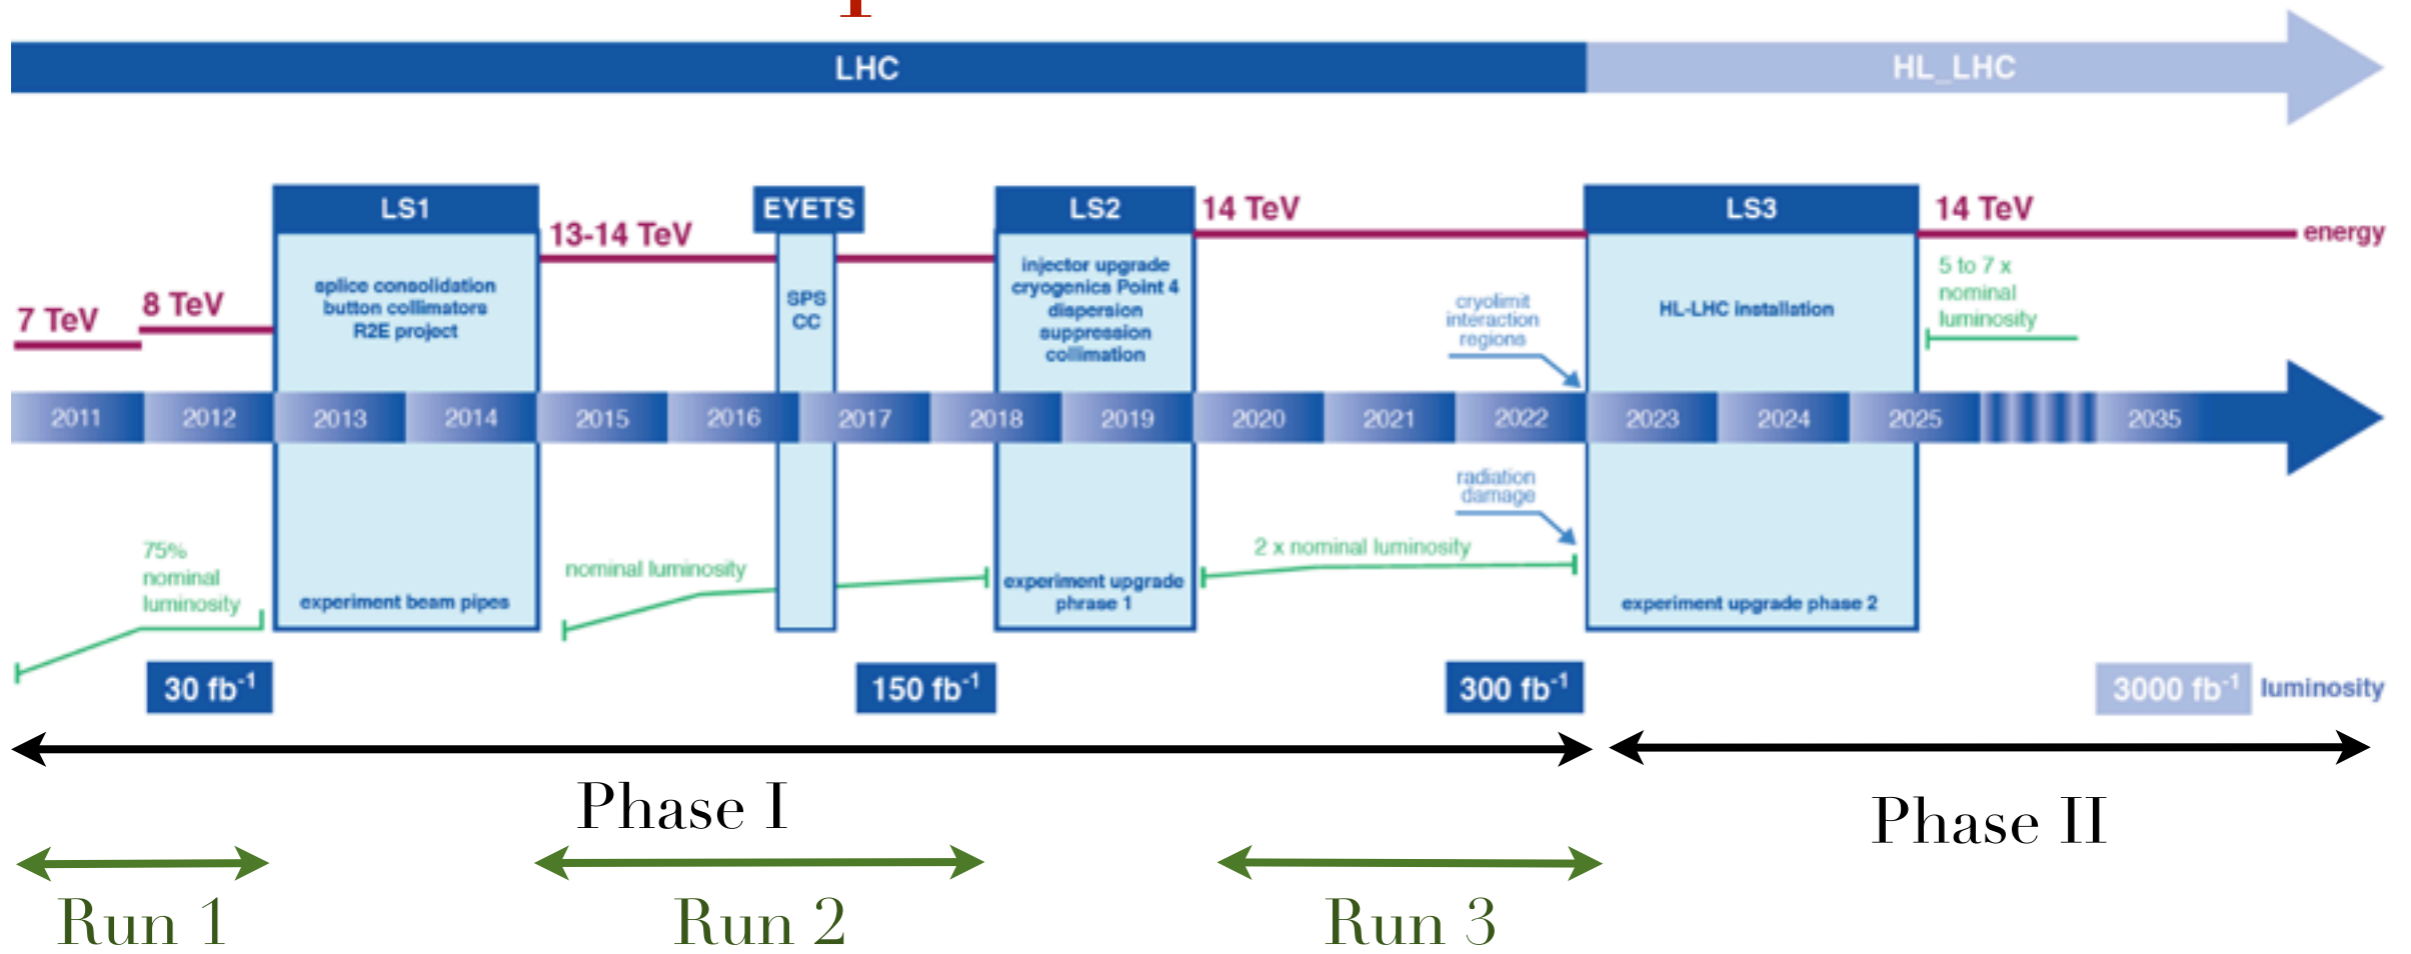 LHC
HL_LHC
LS1
EYETS
LS2
LS3
7 TeV
8 TeV
13-14 TeV
14 TeV
14 TeV
energy
splice consolidation
button collimators
R2E project
SPS
CC
injector upgrade
cryogenics Point 4
dispersion
suppression
collimation
cryolimit
interaction
regions
HL-LHC installation
5 to 7 x
nominal
luminosity
2011 2012 2013 2014 2015 2016 2017 2018 2019 2020 2021 2022 2023 2024 2025 2035
radiation
damage
75%
nominal
luminosity
experiment beam pipes
nominal luminosity
experiment upgrade
phrase 1
2 x nominal luminosity
experiment upgrade phase 2
30 fb-1
150 fb-1
300 fb-1
3000 fb-1
luminosity
Phase I
Phase II
Run 1
Run 2
Run 3